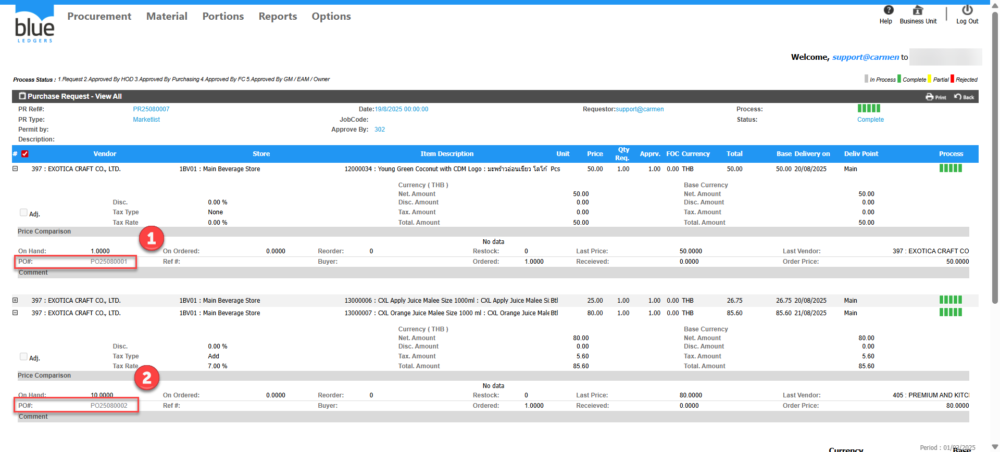 blue
LEDGERS
Procurement Material Portions Reports Options
Help Business Unit Log Out
Welcome, support@carmen to
Process Status : 1.Request 2.Approved By HOD 3.Approved By Purchasing 4.Approved By FC 5.Approved By GM / EAM / Owner
In Process Complete Partial Rejected
Purchase Request - View All Print Back
PR Ref#: PR25080007 Date: 19/8/2025 00:00:00 Requestor: support@carmen Process:
PR Type: Marketlist JobCode: Status: Complete
Permit by: Approve By: 302
Description:
# Vendor Store Item Description Unit Price Qty Req. Apprv. FOC Currency Total Base Delivery on Deliv Point Process
397 : EXOTICA CRAFT CO., LTD. 1BV01 : Main Beverage Store 12000034 : Young Green Coconut with CDM Logo : มะพร้าวอ่อนเขียว โลโก้ Pcs 50.00 1.00 1.00 0.00 THB 50.00 50.00 20/08/2025 Main
Currency ( THB ) Base Currency
Net. Amount 50.00 Net. Amount 50.00
Disc. 0.00 % Disc. Amount 0.00 Disc. Amount 0.00
Adj. Tax Type None Tax. Amount 0.00 Tax. Amount 0.00
Tax Rate 0.00 % Total. Amount 50.00 Total. Amount 50.00
Price Comparison
1
No data
On Hand: 1.0000 On Ordered: 0.0000 Reorder: 0 Restock: 0 Last Price: 50.0000 Last Vendor: 397 : EXOTICA CRAFT CO
PO#: PO25080001 Ref #: Buyer: Ordered: 1.0000 Receieved: 0.0000 Order Price: 50.0000
Comment
397 : EXOTICA CRAFT CO., LTD. 1BV01 : Main Beverage Store 13000006 : CXL Apply Juice Malee Size 1000ml : CXL Apply Juice Malee Si Btl 25.00 1.00 1.00 0.00 THB 26.75 26.75 20/08/2025 Main
397 : EXOTICA CRAFT CO., LTD. 1BV01 : Main Beverage Store 13000007 : CXL Orange Juice Malee Size 1000 ml : CXL Orange Juice Male Btl 80.00 1.00 1.00 0.00 THB 85.60 85.60 21/08/2025 Main
Currency ( THB ) Base Currency
Net. Amount 80.00 Net. Amount 80.00
Disc. 0.00 % Disc. Amount 0.00 Disc. Amount 0.00
Adj. Tax Type Add Tax. Amount 5.60 Tax. Amount 5.60
Tax Rate 7.00 % Total. Amount 85.60 Total. Amount 85.60
Price Comparison
2
No data
On Hand: 10.0000 On Ordered: 0.0000 Reorder: 0 Restock: 0 Last Price: 80.0000 Last Vendor: 405 : PREMIUM AND KITC
PO#: PO25080002 Ref #: Buyer: Ordered: 1.0000 Receieved: 0.0000 Order Price: 80.0000
Comment
Currency Base
Period : 01/03/2025